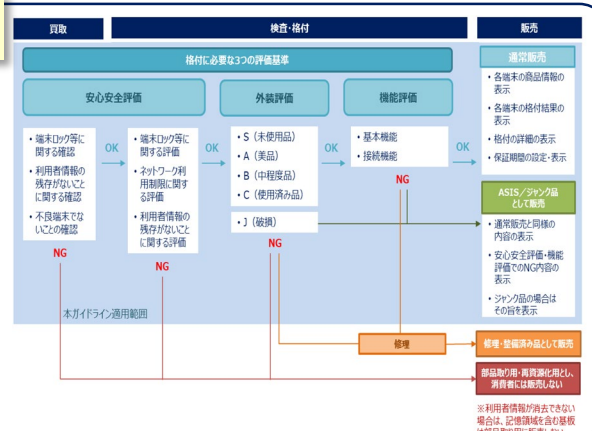 買取
検査・格付
販売
格付に必要な3つの評価基準
安心安全評価
外装評価
機能評価
・端末ロック等に
関する確認
・利用者情報の
残存がないこと
に関する確認
・不良端末でな
いことの確認
NG
OK
・端末ロック等に
関する評価
・ネットワーク利
用制限に関す
る評価
・利用者情報の
残存がないこと
に関する評価
NG
OK
・S（未使用品）
・A（美品）
・B（中程度品）
・C（使用済み品）
・J（破損）
NG
OK
・基本機能
・接続機能
NG
OK
通常販売
・各端末の商品情報の
表示
・各端末の格付結果の
表示
・格付の詳細の表示
・保証期間の設定・表示
ASIS／ジャンク品
として販売
・通常販売と同様の
内容の表示
・安心安全評価・機能
評価でのNG内容の
表示
・ジャンク品の場合は
その旨を表示
本ガイドライン適用範囲
修理
修理・整備済み品として販売
部品取り用・再資源化用とし、
消費者には販売しない
※利用者情報が消去できない
場合は、記憶領域を含む基板